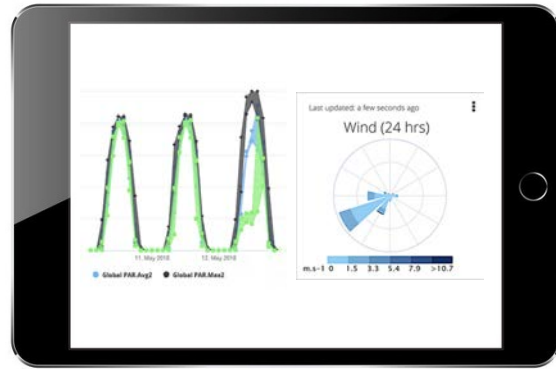 Last updated: a few seconds ago
Wind (24 hrs)
11. May 2018
12. May 2018
Global PAR.Avg2
Global PAR.Max2
m.s-1 0 1.5 3.3 5.4 7.9 >10.7